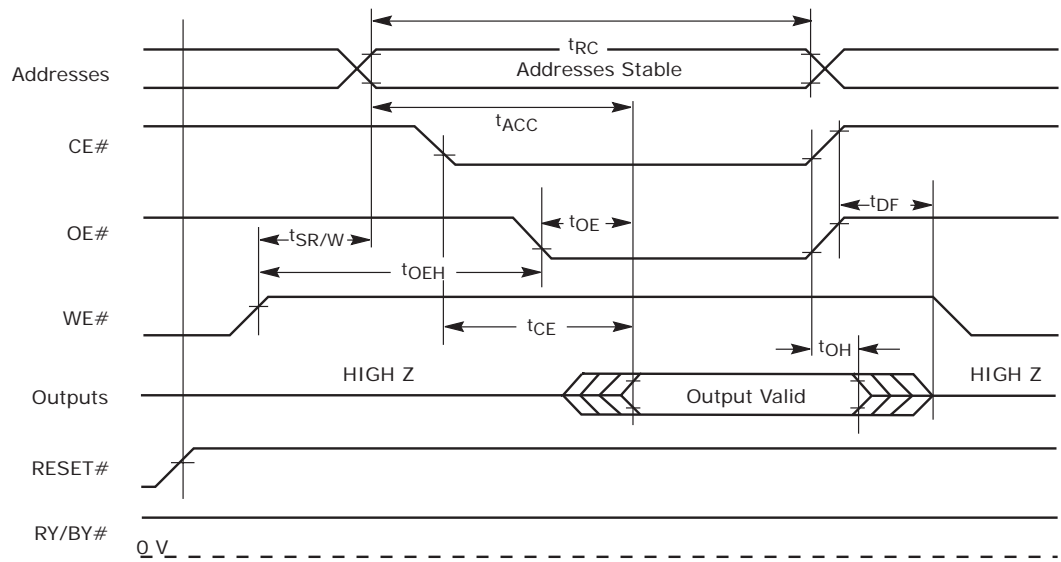 tRC
Addresses
Addresses Stable
tACC
CE#
tDF
OE#
tOE
tSR/W
tOEH
WE#
tCE
tOH
HIGH Z
HIGH Z
Outputs
Output Valid
RESET#
RY/BY#
0 V